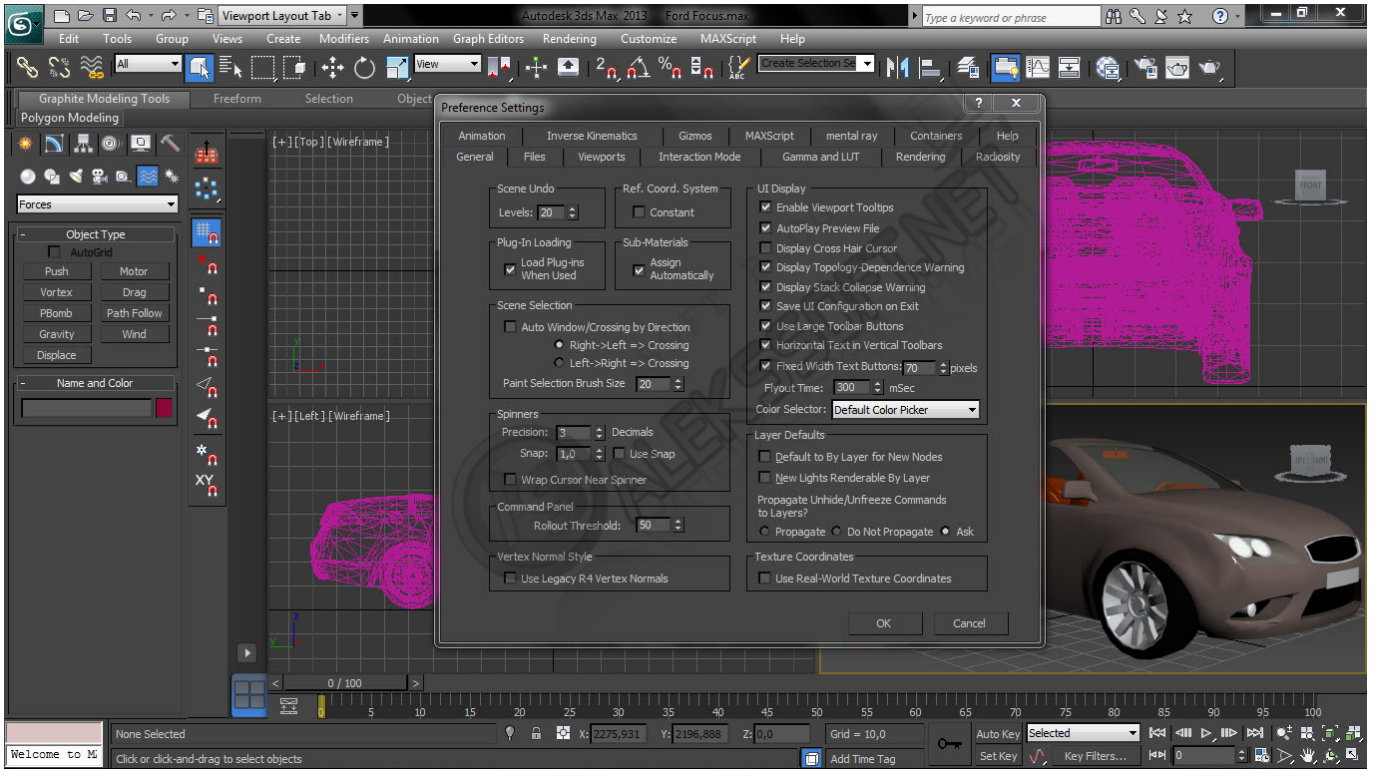 Viewport Layout Tab
Autodesk 3ds Max 2013 Ford Focus.max
Type a keyword or phrase
Edit Tools Group Views Create Modifiers Animation Graph Editors Rendering Customize MAXScript Help
All
View
Create Selection Se
Graphite Modeling Tools Freeform Selection Object
Polygon Modeling
Forces
Object Type
AutoGrid
Push Motor
Vortex Drag
PBomb Path Follow
Gravity Wind
Displace
Name and Color
XY
[+][Top][Wireframe]
[+][Left][Wireframe]
FRONT
Preference Settings
Animation Inverse Kinematics Gizmos MAXScript mental ray Containers Help
General Files Viewports Interaction Mode Gamma and LUT Rendering Radiosity
Scene Undo
Levels: 20
Ref. Coord. System
Constant
Plug-In Loading
Load Plug-ins
When Used
Sub-Materials
Assign
Automatically
Scene Selection
Auto Window/Crossing by Direction
Right->Left => Crossing
Left->Right => Crossing
Paint Selection Brush Size 20
Spinners
Precision: 3 Decimals
Snap: 1,0 Use Snap
Wrap Cursor Near Spinner
Command Panel
Rollout Threshold: 50
Vertex Normal Style
Use Legacy R4 Vertex Normals
UI Display
Enable Viewport Tooltips
AutoPlay Preview File
Display Cross Hair Cursor
Display Topology-Dependence Warning
Display Stack Collapse Warning
Save UI Configuration on Exit
Use Large Toolbar Buttons
Horizontal Text in Vertical Toolbars
Fixed Width Text Buttons: 70 pixels
Flyout Time: 300 mSec
Color Selector: Default Color Picker
Layer Defaults
Default to By Layer for New Nodes
New Lights Renderable By Layer
Propagate Unhide/Unfreeze Commands
to Layers?
Propagate Do Not Propagate Ask
Texture Coordinates
Use Real-World Texture Coordinates
OK Cancel
ALEKSYNFT.NET
0 / 100
0 5 10 15 20 25 30 35 40 45 50 55 60 65 70 75 80 85 90 95 100
None Selected X: 2275,931 Y: 2196,888 Z: 0,0 Grid = 10,0 Auto Key Selected
Welcome to M Click or click-and-drag to select objects Add Time Tag Set Key Key Filters... 0